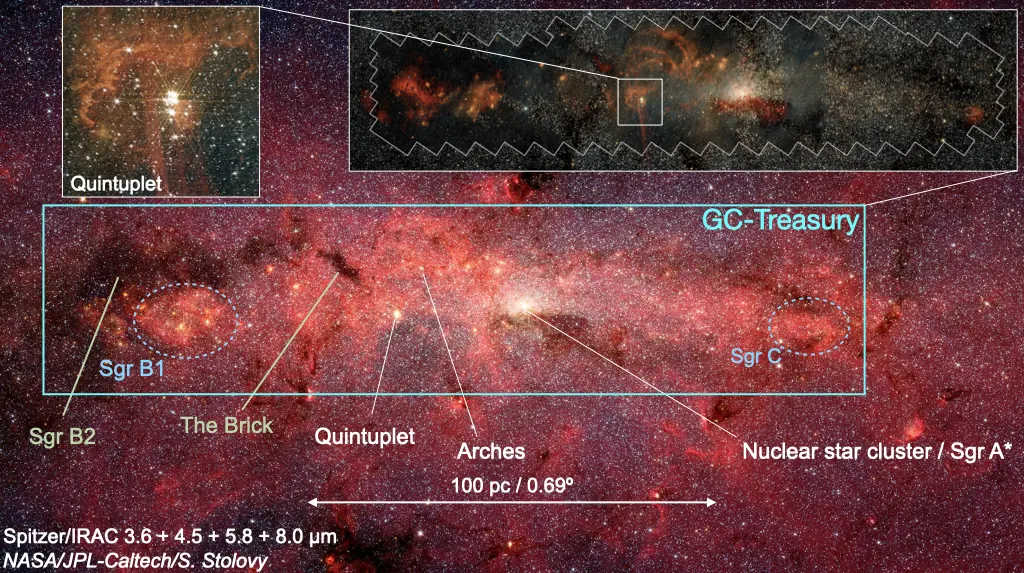 Quintuplet
GC-Treasury
Sgr B1
Sgr C
Sgr B2
The Brick
Quintuplet
Arches
Nuclear star cluster / Sgr A*
100 pc / 0.69º
Spitzer/IRAC 3.6 + 4.5 + 5.8 + 8.0 μm
NASA/JPL-Caltech/S. Stolovy